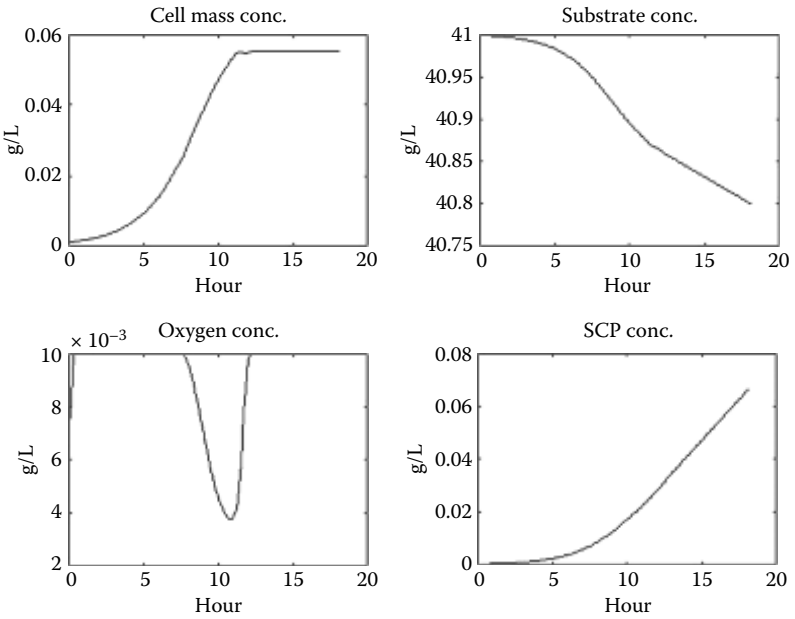 Cell mass conc.
0.06
0.04
0.02
0
g/L
0 5 10 15 20
Hour
Substrate conc.
41
40.95
40.9
40.85
40.8
40.75
g/L
0 5 10 15 20
Hour
Oxygen conc.
× 10–3
10
8
6
4
2
g/L
0 5 10 15 20
Hour
SCP conc.
0.08
0.06
0.04
0.02
0
g/L
0 5 10 15 20
Hour